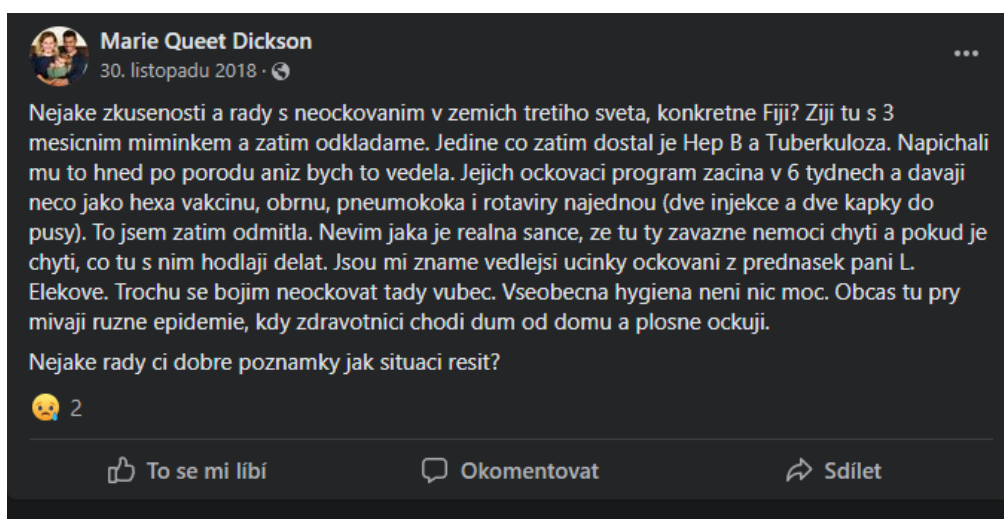 Marie Queet Dickson
30. listopadu 2018 ·
Nejake zkusenosti a rady s neockovanim v zemich tretiho sveta, konkretne Fiji? Ziji tu s 3
mesicnim miminkem a zatim odkladame. Jedine co zatim dostal je Hep B a Tuberkuloza. Napichali
mu to hned po porodu aniz bych to vedela. Jejich ockovaci program zacina v 6 tydnech a davaji
neco jako hexa vakcinu, obrnu, pneumokoka i rotaviry najednou (dve injekce a dve kapky do
pusy). To jsem zatim odmitla. Nevim jaka je realna sance, ze tu ty zavazne nemoci chyti a pokud je
chyti, co tu s nim hodlaji delat. Jsou mi zname vedlejsi ucinky ockovani z prednasek pani L.
Elekove. Trochu se bojim neockovat tady vubec. Vseobecna hygiena neni nic moc. Obcas tu pry
mivaji ruzne epidemie, kdy zdravotnici chodi dum od domu a plosne ockuji.
Nejake rady ci dobre poznamky jak situaci resit?
2
To se mi líbí
Okomentovat
Sdílet